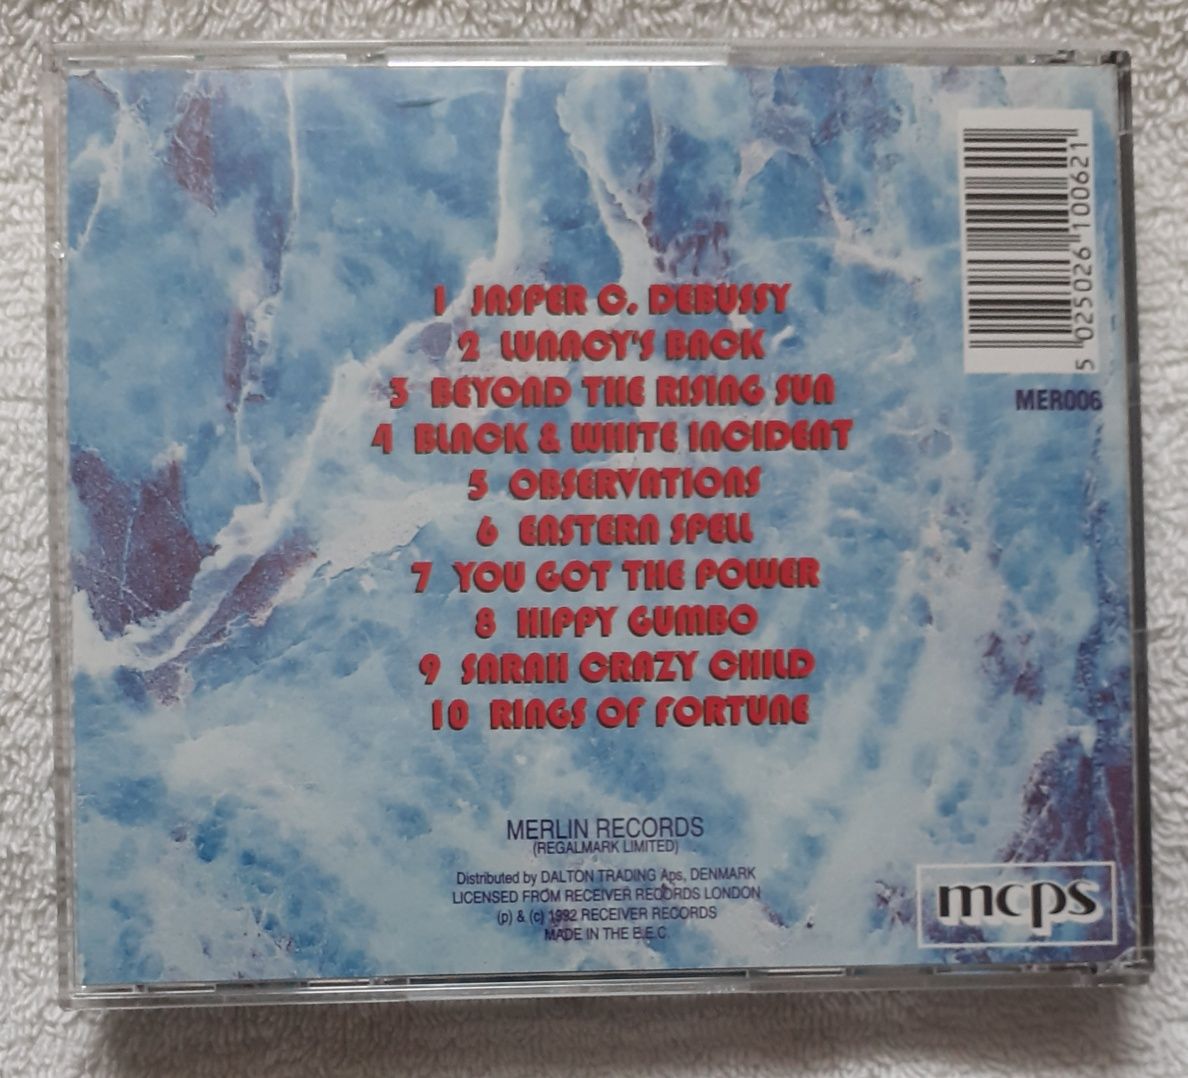 1 JASPER C. DEBUSSY
2 LUNACY'S BACK
3 BEYOND THE RISING SUN
4 BLACK & WHITE INCIDENT
5 OBSERVATIONS
6 EASTERN SPELL
7 YOU GOT THE POWER
8 HIPPY GUMBO
9 SARAH CRAZY CHILD
10 RINGS OF FORTUNE
5 025026 100621
MER006
MERLIN RECORDS
(REGALMARK LIMITED)
Distributed by DALTON TRADING Aps, DENMARK
LICENSED FROM RECEIVER RECORDS LONDON
(p) & (c) 1992 RECEIVER RECORDS
MADE IN THE B.E.C.
mcps